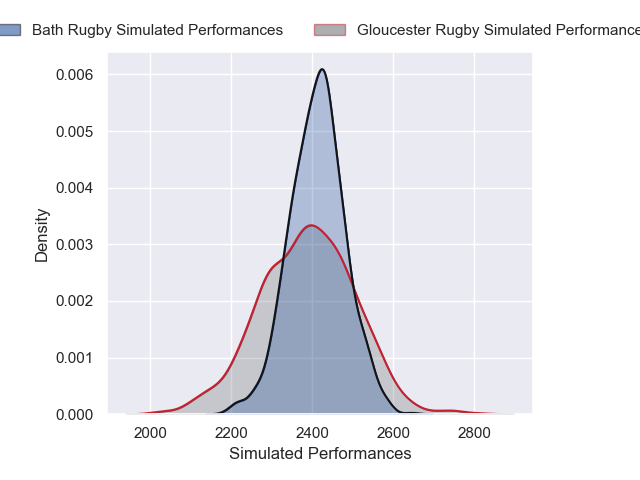 Bath Rugby Simulated Performances Gloucester Rugby Simulated Performance
0.006
0.005
0.004
0.003
0.002
0.001
0.000
Density
2000 2200 2400 2600 2800
Simulated Performances